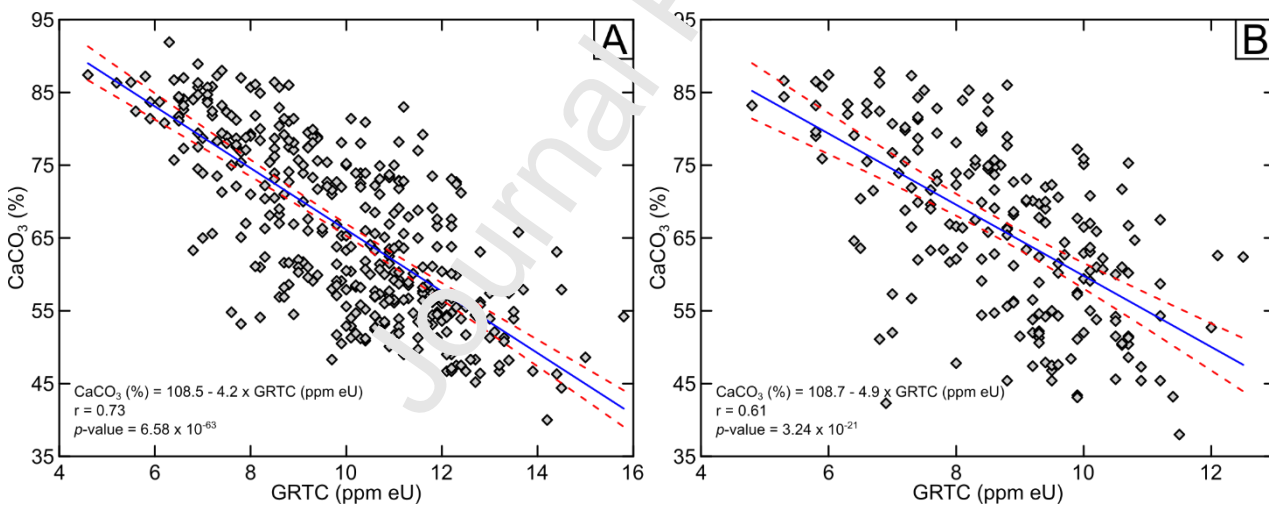 Journal P
A
95
85
75
65
55
45
35
CaCO₃ (%)
CaCO₃ (%) = 108.5 - 4.2 x GRTC (ppm eU)
r = 0.73
p-value = 6.58 x 10⁻⁶³
4 6 8 10 12 14 16
GRTC (ppm eU)
B
95
85
75
65
55
45
35
CaCO₃ (%)
CaCO₃ (%) = 108.7 - 4.9 x GRTC (ppm eU)
r = 0.61
p-value = 3.24 x 10⁻²¹
4 6 8 10 12
GRTC (ppm eU)